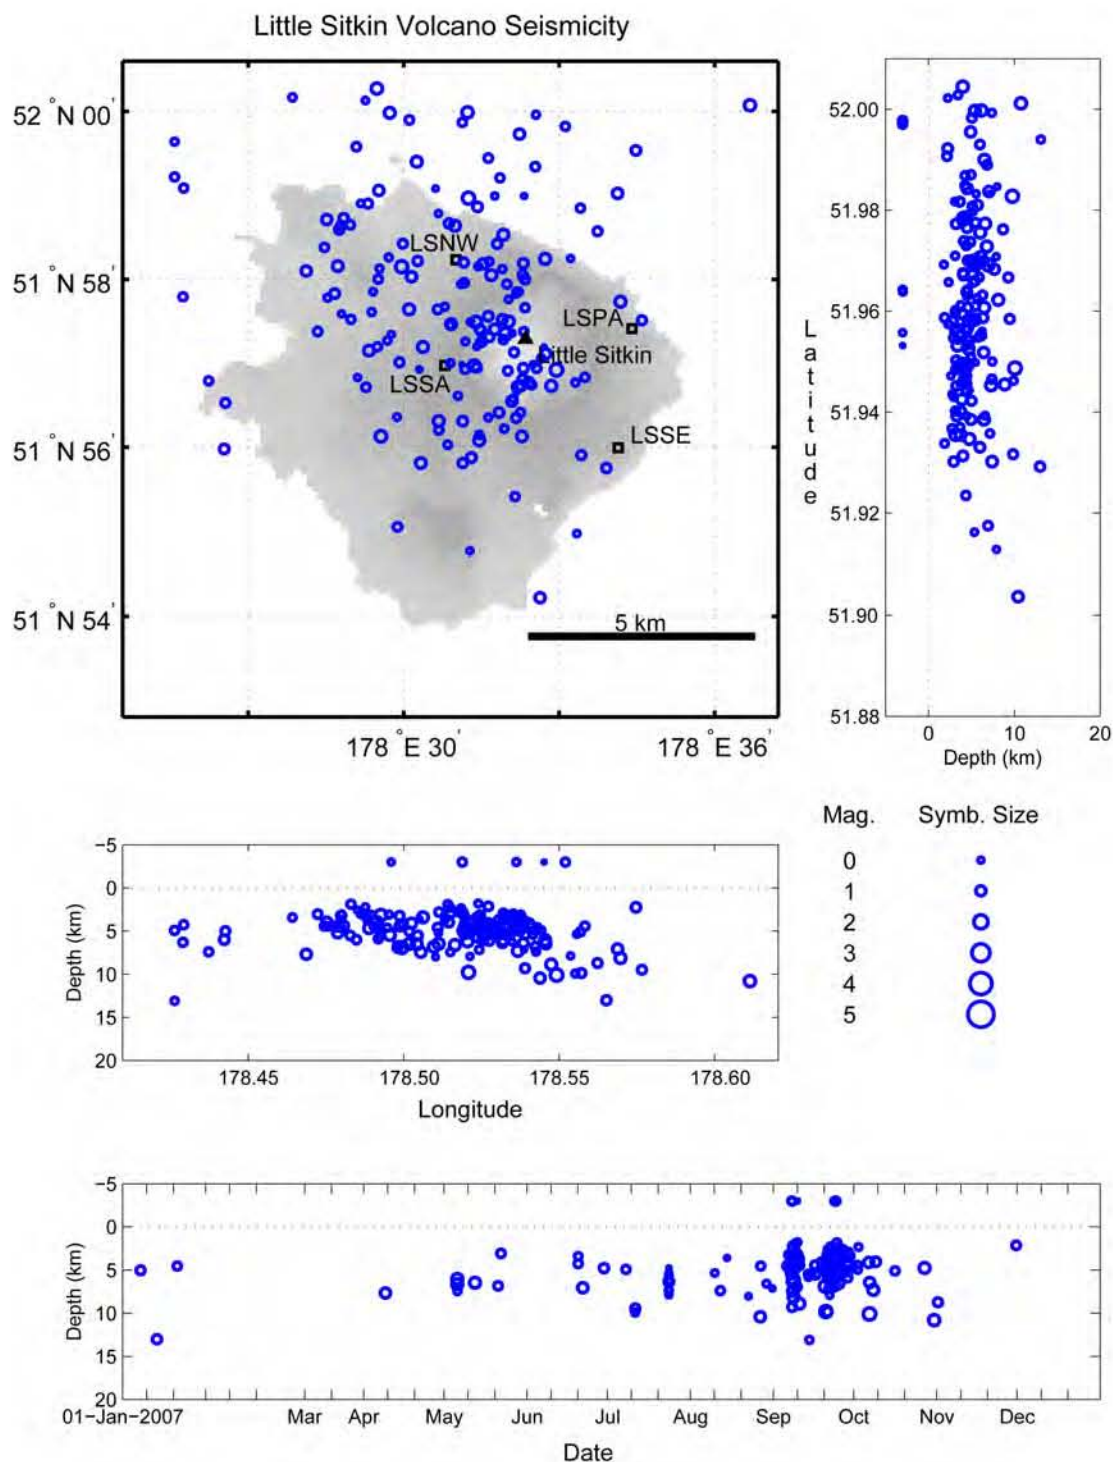 Little Sitkin Volcano Seismicity
52 °N 00'
51 °N 58'
51 °N 56'
51 °N 54'
LSNW
LSPA
Little Sitkin
LSSA
LSSE
5 km
178 °E 30'
178 °E 36'
52.00
51.98
51.96
51.94
51.92
51.90
51.88
Latitude
0 10 20
Depth (km)
Mag. Symb. Size
0
1
2
3
4
5
−5
0
5
10
15
20
Depth (km)
178.45 178.50 178.55 178.60
Longitude
−5
0
5
10
15
20
Depth (km)
01−Jan−2007 Mar Apr May Jun Jul Aug Sep Oct Nov Dec
Date